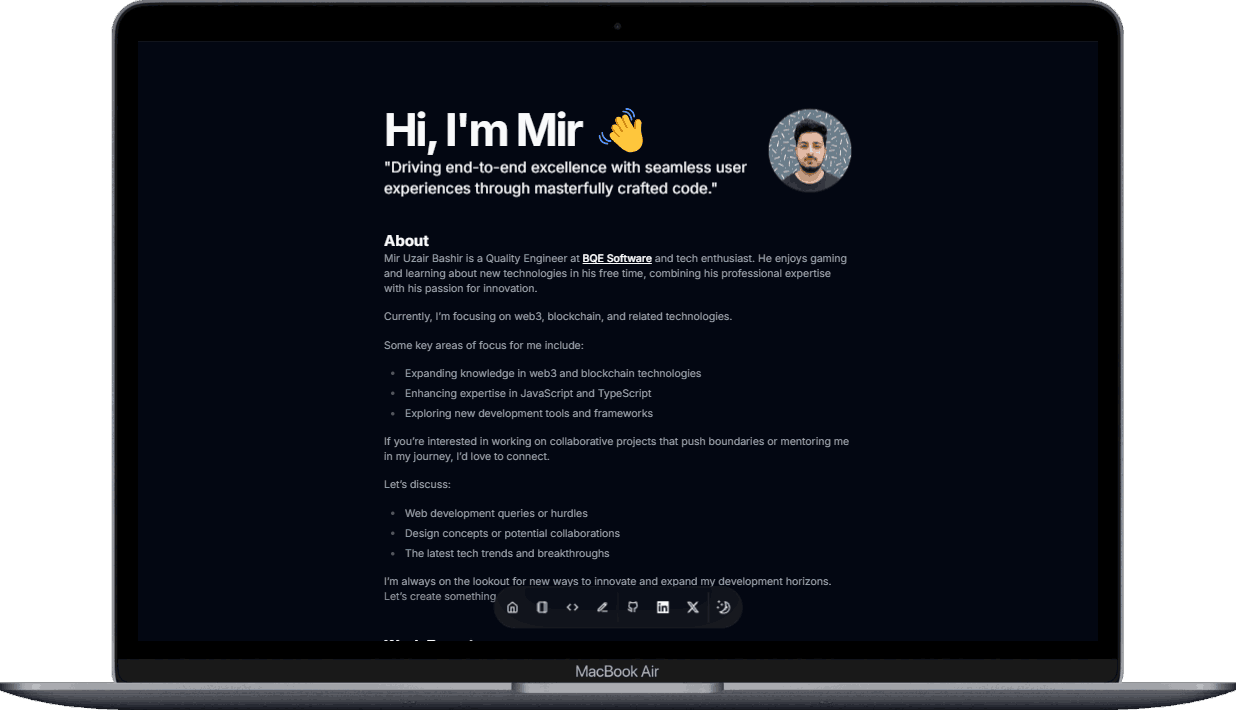 Hi, I'm Mir 👋
"Driving end-to-end excellence with seamless user
experiences through masterfully crafted code."
About
Mir Uzair Bashir is a Quality Engineer at BQE Software and tech enthusiast. He enjoys gaming
and learning about new technologies in his free time, combining his professional expertise
with his passion for innovation.
Currently, I’m focusing on web3, blockchain, and related technologies.
Some key areas of focus for me include:
• Expanding knowledge in web3 and blockchain technologies
• Enhancing expertise in JavaScript and TypeScript
• Exploring new development tools and frameworks
If you’re interested in working on collaborative projects that push boundaries or mentoring me
in my journey, I’d love to connect.
Let’s discuss:
• Web development queries or hurdles
• Design concepts or potential collaborations
• The latest tech trends and breakthroughs
I’m always on the lookout for new ways to innovate and expand my development horizons.
Let’s create something
MacBook Air